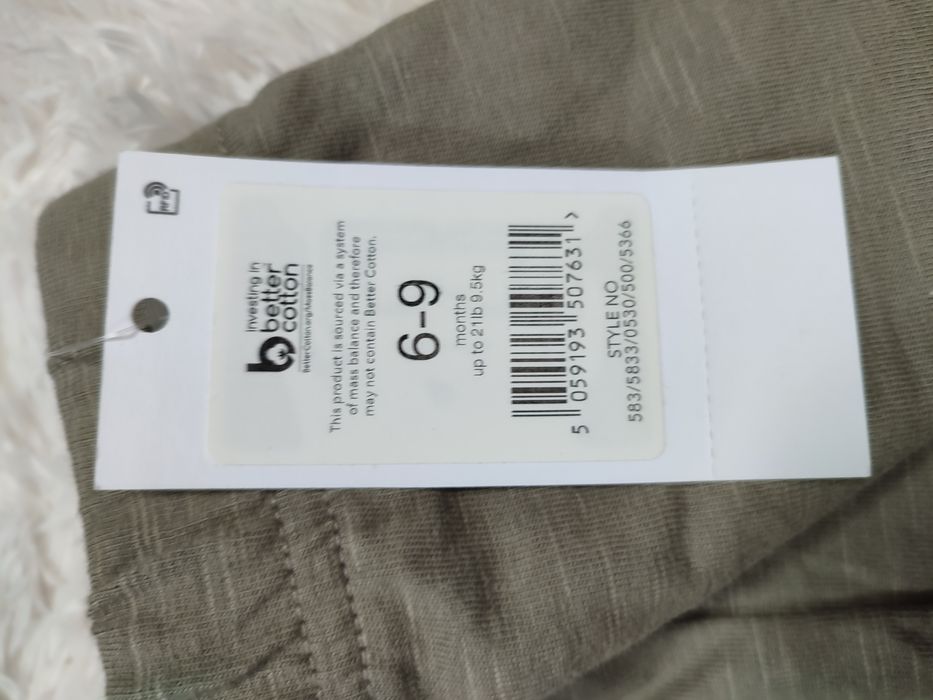 RFID
investing in
better
cotton
BetterCotton.org/MassBalance
This product is sourced via a system
of mass balance and therefore
may not contain Better Cotton.
6-9
months
up to 21lb 9.5kg
5 059193 507631 >
STYLE NO.
583/5833/0530/500/5366